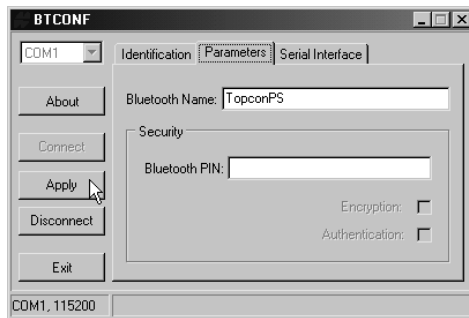 BTCONF
COM1
Identification Parameters Serial Interface
About
Bluetooth Name: TopconPS
Security
Connect
Bluetooth PIN:
Apply
Encryption:
Disconnect
Authentication:
Exit
COM1, 115200